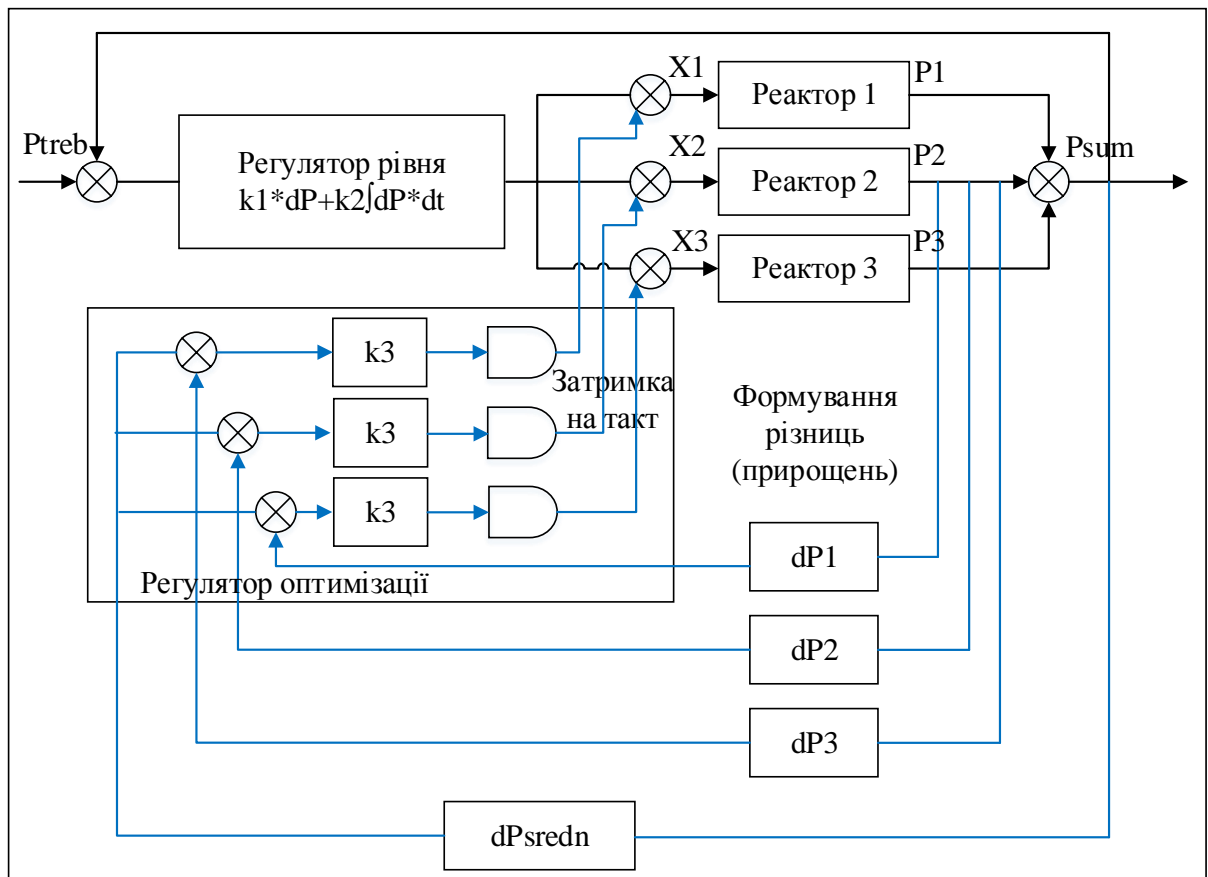 X1
P1
Реактор 1
Ptreb
Регулятор рівня
k1*dP+k2∫dP*dt
X2
P2
Реактор 2
Psum
X3
P3
Реактор 3
k3
Затримка
на такт
k3
k3
Регулятор оптимізації
Формування
різниць
(прирощень)
dP1
dP2
dP3
dPsredn